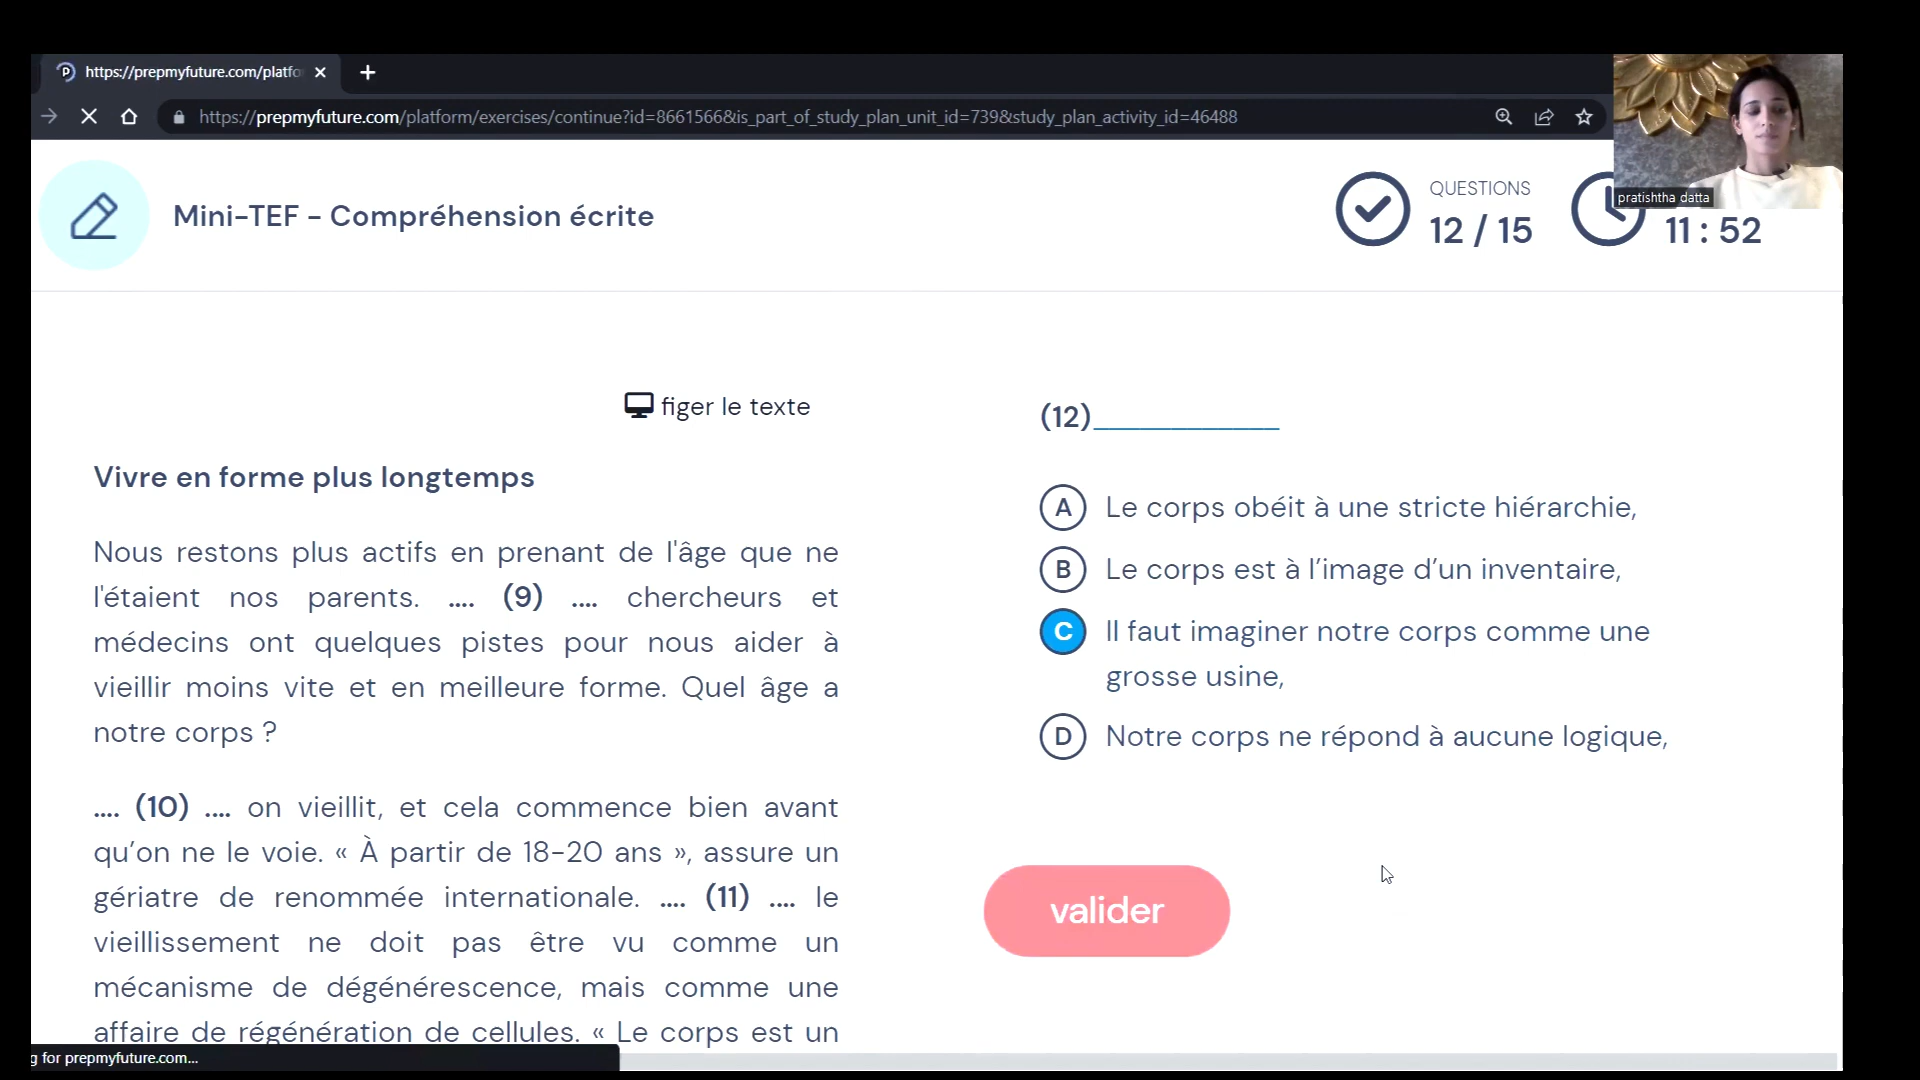 https://prepmyfuture.com/platfo
https://prepmyfuture.com/platform/exercises/continue?id=8661566&is_part_of_study_plan_unit_id=739&study_plan_activity_id=46488
pratishtha datta
Mini-TEF - Compréhension écrite
QUESTIONS
12 / 15
11 : 52
figer le texte
Vivre en forme plus longtemps
Nous restons plus actifs en prenant de l'âge que ne
l'étaient nos parents. .... (9) .... chercheurs et
médecins ont quelques pistes pour nous aider à
vieillir moins vite et en meilleure forme. Quel âge a
notre corps ?
.... (10) .... on vieillit, et cela commence bien avant
qu’on ne le voie. « À partir de 18-20 ans », assure un
gériatre de renommée internationale. .... (11) .... le
vieillissement ne doit pas être vu comme un
mécanisme de dégénérescence, mais comme une
affaire de régénération de cellules. « Le corps est un
(12)____________
A Le corps obéit à une stricte hiérarchie,
B Le corps est à l’image d’un inventaire,
C Il faut imaginer notre corps comme une
grosse usine,
D Notre corps ne répond à aucune logique,
valider
g for prepmyfuture.com...